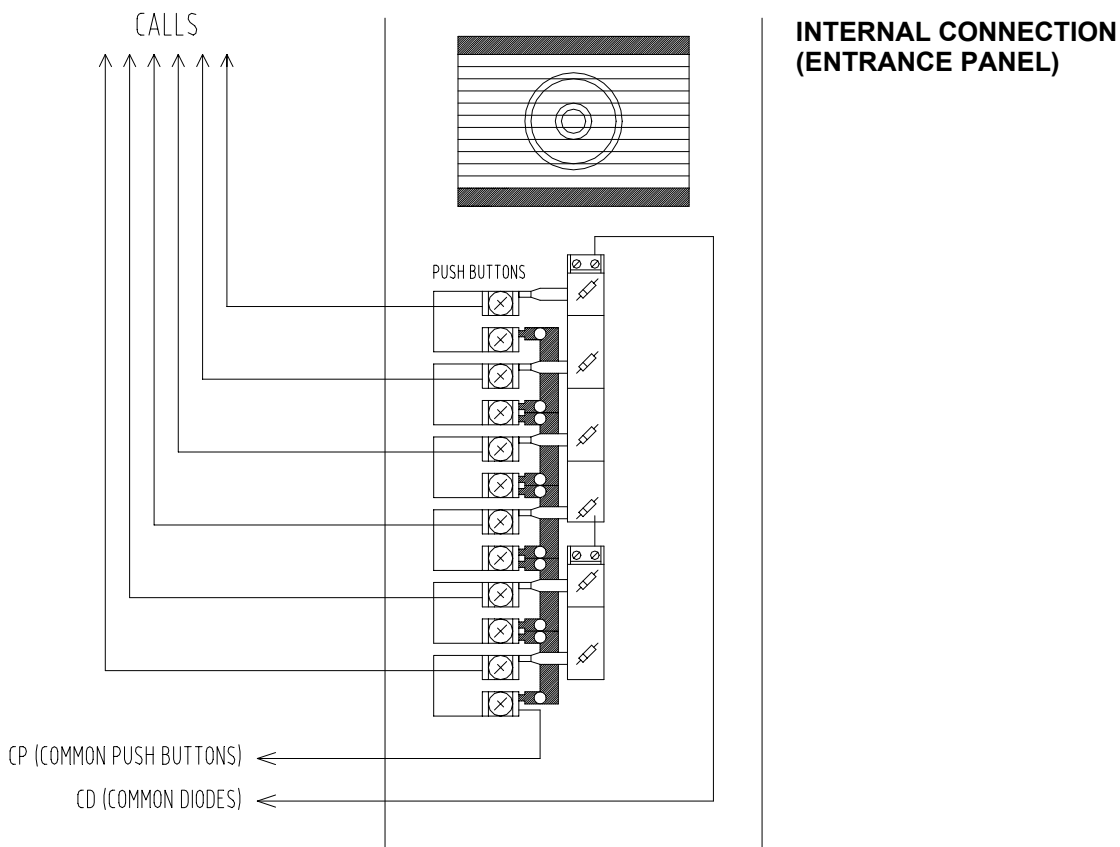 CALLS
INTERNAL CONNECTION
(ENTRANCE PANEL)
PUSH BUTTONS
CP (COMMON PUSH BUTTONS)
CD (COMMON DIODES)